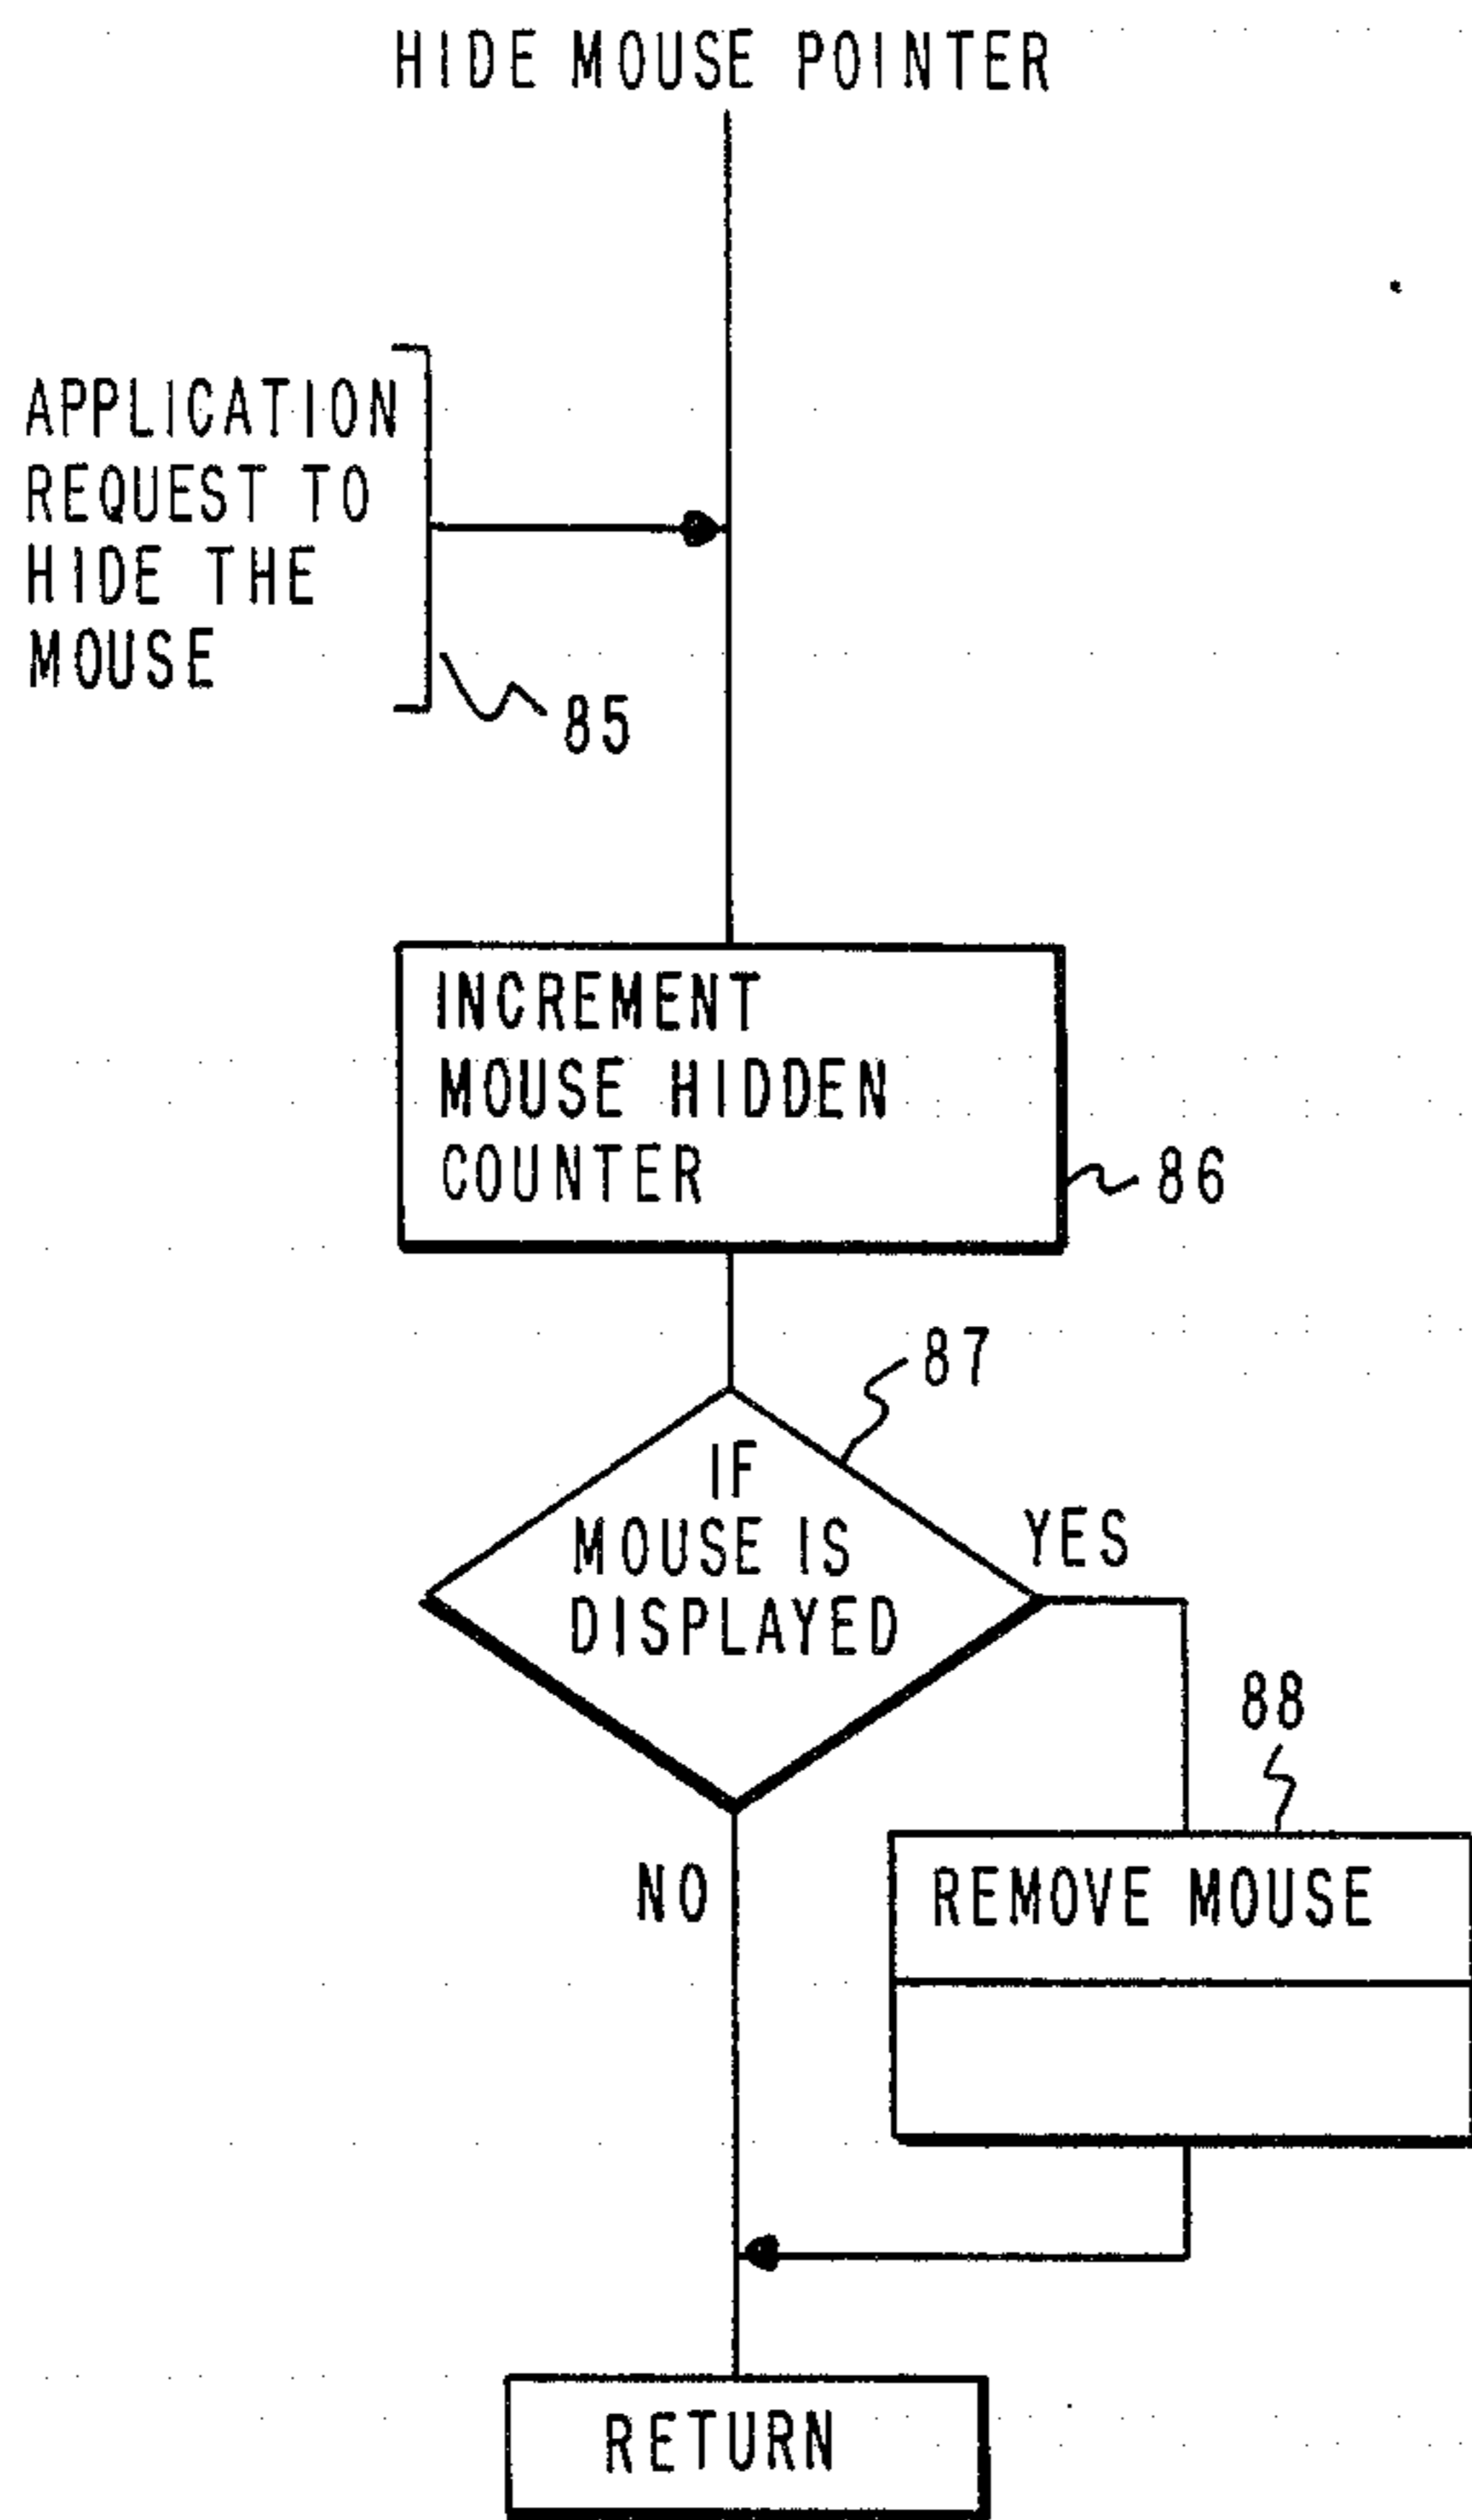 HIDE MOUSE POINTER
APPLICATION
REQUEST TO
HIDE THE
MOUSE
85
INCREMENT
MOUSE HIDDEN
COUNTER
86
87
IF
MOUSE IS
DISPLAYED
YES
88
NO
REMOVE MOUSE
RETURN